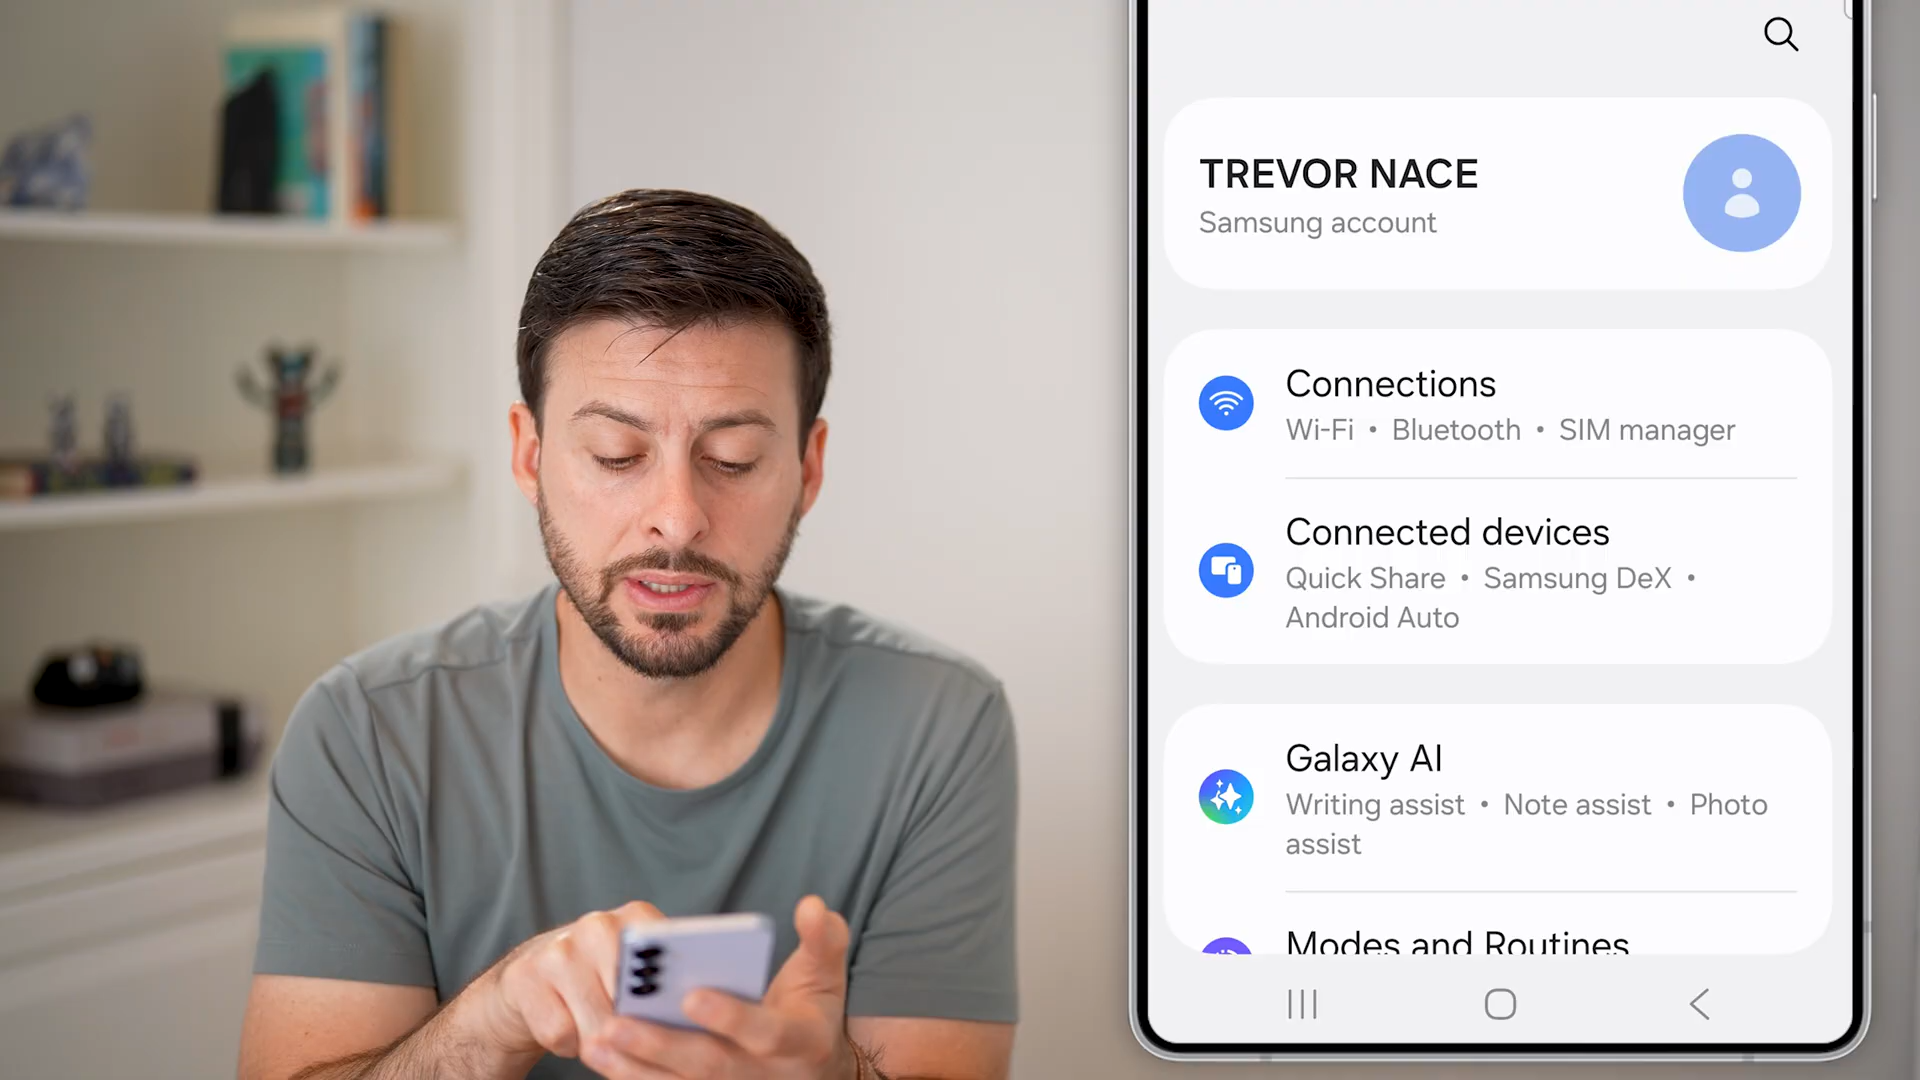 TREVOR NACE
Samsung account
Connections
Wi-Fi • Bluetooth • SIM manager
Connected devices
Quick Share • Samsung DeX •
Android Auto
Galaxy AI
Writing assist • Note assist • Photo
assist
Modes and Routines